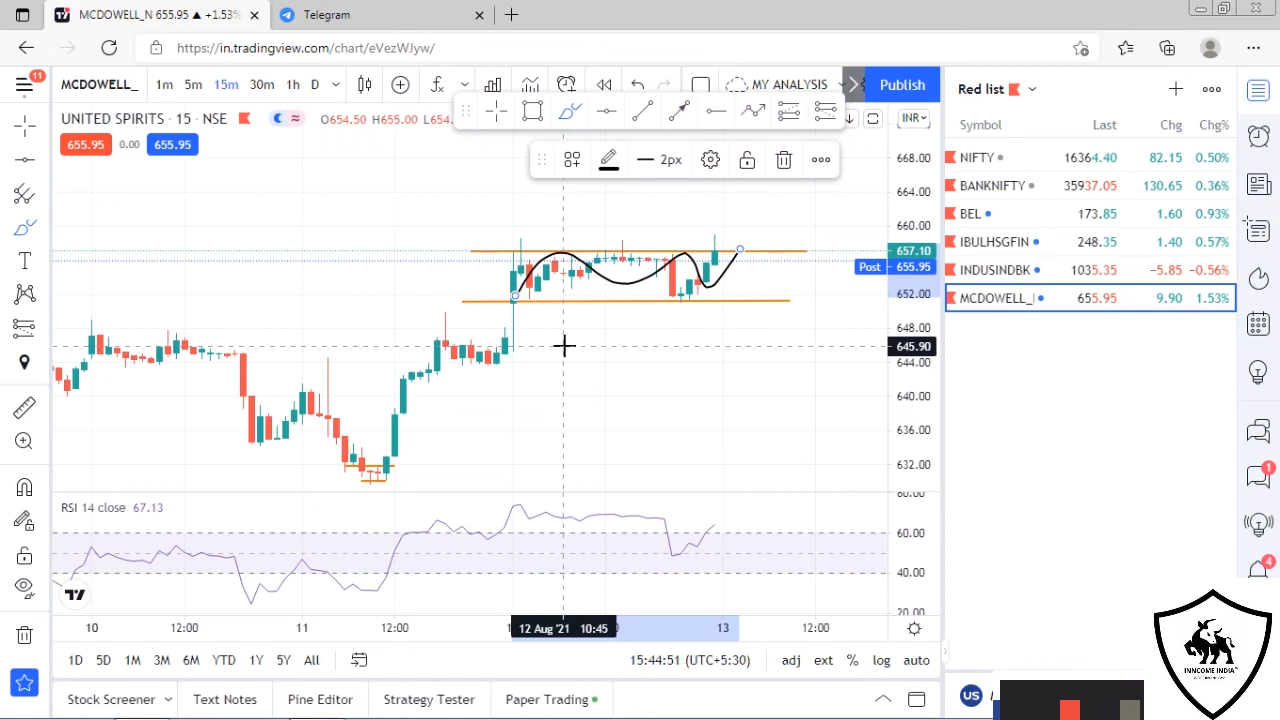 MCDOWELL_N 655.95 ▲ +1.53%
Telegram
https://in.tradingview.com/chart/eVezWJyw/
11
MCDOWELL_
1m 5m 15m 30m 1h D
MY ANALYSIS
Publish
UNITED SPIRITS · 15 · NSE
O654.50 H655.00 L654.
INR
655.95 0.00 655.95
2px
668.00
664.00
660.00
657.10
Post 655.95
652.00
648.00
645.90
644.00
640.00
636.00
632.00
RSI 14 close 67.13
60.00
40.00
20.00
10 12:00 11 12:00 12 Aug '21 10:45 13 12:00
1D 5D 1M 3M 6M YTD 1Y 5Y All
15:44:51 (UTC+5:30)
adj ext % log auto
Stock Screener Text Notes Pine Editor Strategy Tester Paper Trading
Red list
Symbol Last Chg Chg%
NIFTY 16364.40 82.15 0.50%
BANKNIFTY 35937.05 130.65 0.36%
BEL 173.85 1.60 0.93%
IBULHSGFIN 248.35 1.40 0.57%
INDUSINDBK 1035.35 −5.85 −0.56%
MCDOWELL_ 655.95 9.90 1.53%
1
4
US
INNCOME INDIA